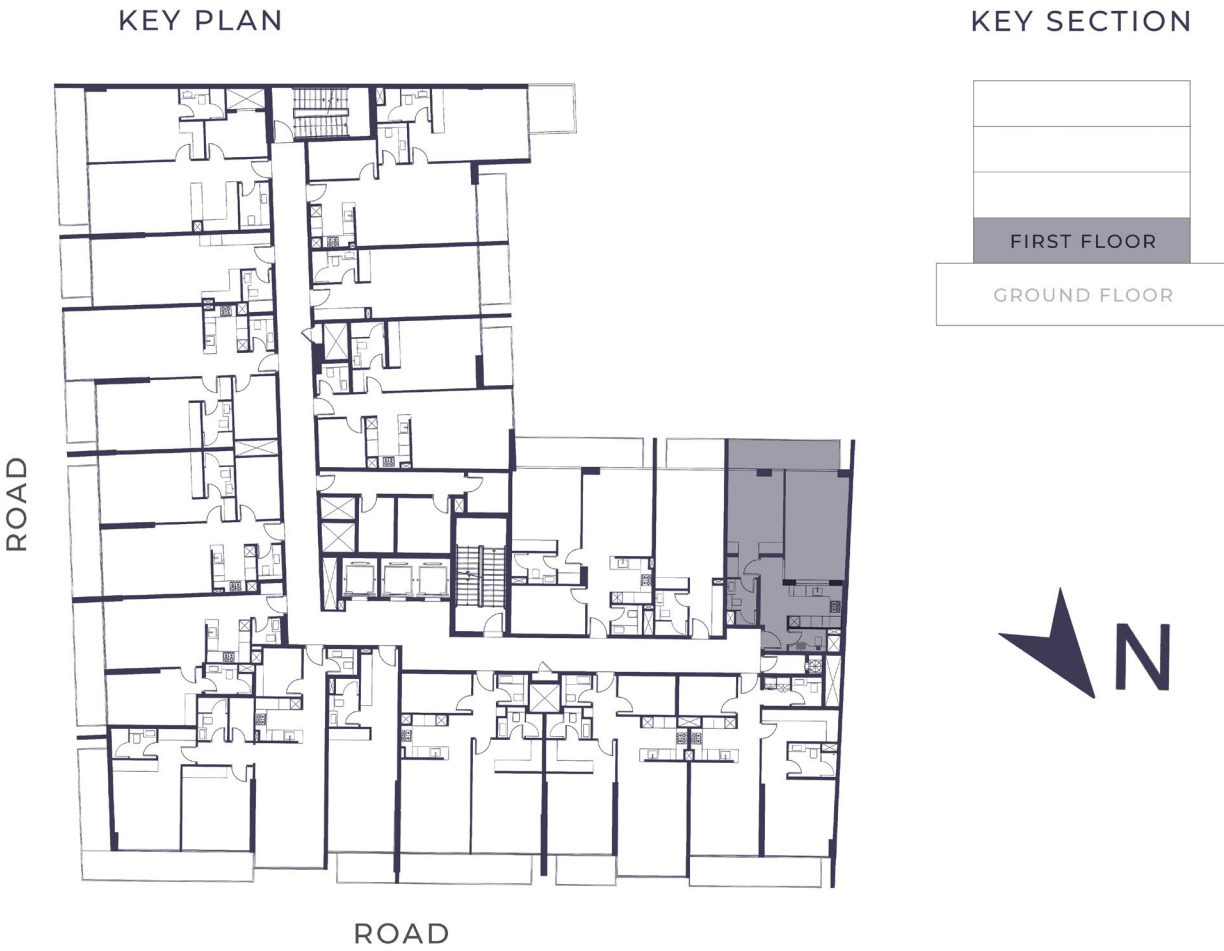 KEY PLAN
KEY SECTION
FIRST FLOOR
GROUND FLOOR
ROAD
N
ROAD